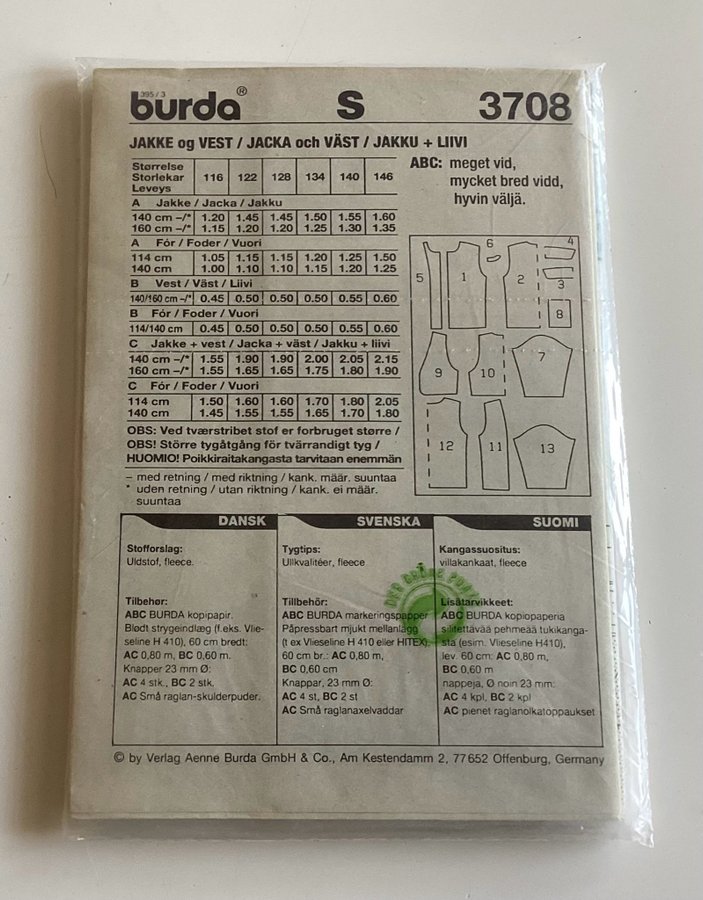 395 / 3
burda® S 3708
JAKKE og VEST / JACKA och VÄST / JAKKU + LIIVI
ABC: meget vid,
mycket bred vidd,
hyvin väljä.
Størrelse
Storlekar 116 122 128 134 140 146
Leveys
A Jakke / Jacka / Jakku
140 cm –/* 1.20 1.45 1.45 1.50 1.55 1.60
160 cm –/* 1.15 1.20 1.20 1.25 1.30 1.35
A Fór / Foder / Vuori
114 cm 1.05 1.15 1.15 1.20 1.25 1.50
140 cm 1.00 1.10 1.10 1.15 1.20 1.25
B Vest / Väst / Liivi
140/160 cm –/* 0.45 0.50 0.50 0.50 0.55 0.60
B Fór / Foder / Vuori
114/140 cm 0.45 0.50 0.50 0.50 0.55 0.60
C Jakke + vest / Jacka + väst / Jakku + liivi
140 cm –/* 1.55 1.90 1.90 2.00 2.05 2.15
160 cm –/* 1.55 1.65 1.65 1.75 1.80 1.90
C Fór / Foder / Vuori
114 cm 1.50 1.60 1.60 1.70 1.80 2.05
140 cm 1.45 1.55 1.55 1.65 1.70 1.80
OBS: Ved tværstribet stof er forbruget større /
OBS! Större tygåtgång för tvärrandigt tyg /
HUOMIO! Poikkiraitakangasta tarvitaan enemmän
– med retning / med riktning / kank. määr. suuntaa
* uden retning / utan riktning / kank. ei määr.
suuntaa
5 1 6 2 4
3
8
9 10 7
12 11 13
DANSK
Stofforslag:
Uldstof, fleece.
Tilbehør:
ABC BURDA kopipapir.
Blødt strygeindlæg (f.eks. Vlie-
seline H 410), 60 cm bredt:
AC 0,80 m, BC 0,60 m.
Knapper 23 mm Ø:
AC 4 stk., BC 2 stk.
AC Små raglan-skulderpuder.
SVENSKA
Tygtips:
Ullkvalitéer, fleece
Tillbehör:
ABC BURDA markeringspapper
Påpressbart mjukt mellanlägg
(t ex Vlieseline H 410 eller HITEX)
60 cm br.: AC 0,80 m,
BC 0,60 cm
Knappar, 23 mm Ø:
AC 4 st, BC 2 st
AC Små raglanaxelvaddar
SUOMI
Kangassuositus:
villakankaat, fleece
Lisätarvikkeet:
ABC BURDA kopiopaperia
silitettävää pehmeää tukikanga-
sta (esim. Vlieseline H410),
lev. 60 cm: AC 0,80 m,
BC 0,60 m
nappeja, Ø noin 23 mm:
AC 4 kpl, BC 2 kpl
AC pienet raglanolkatoppaukset
© by Verlag Aenne Burda GmbH & Co., Am Kestendamm 2, 77652 Offenburg, Germany